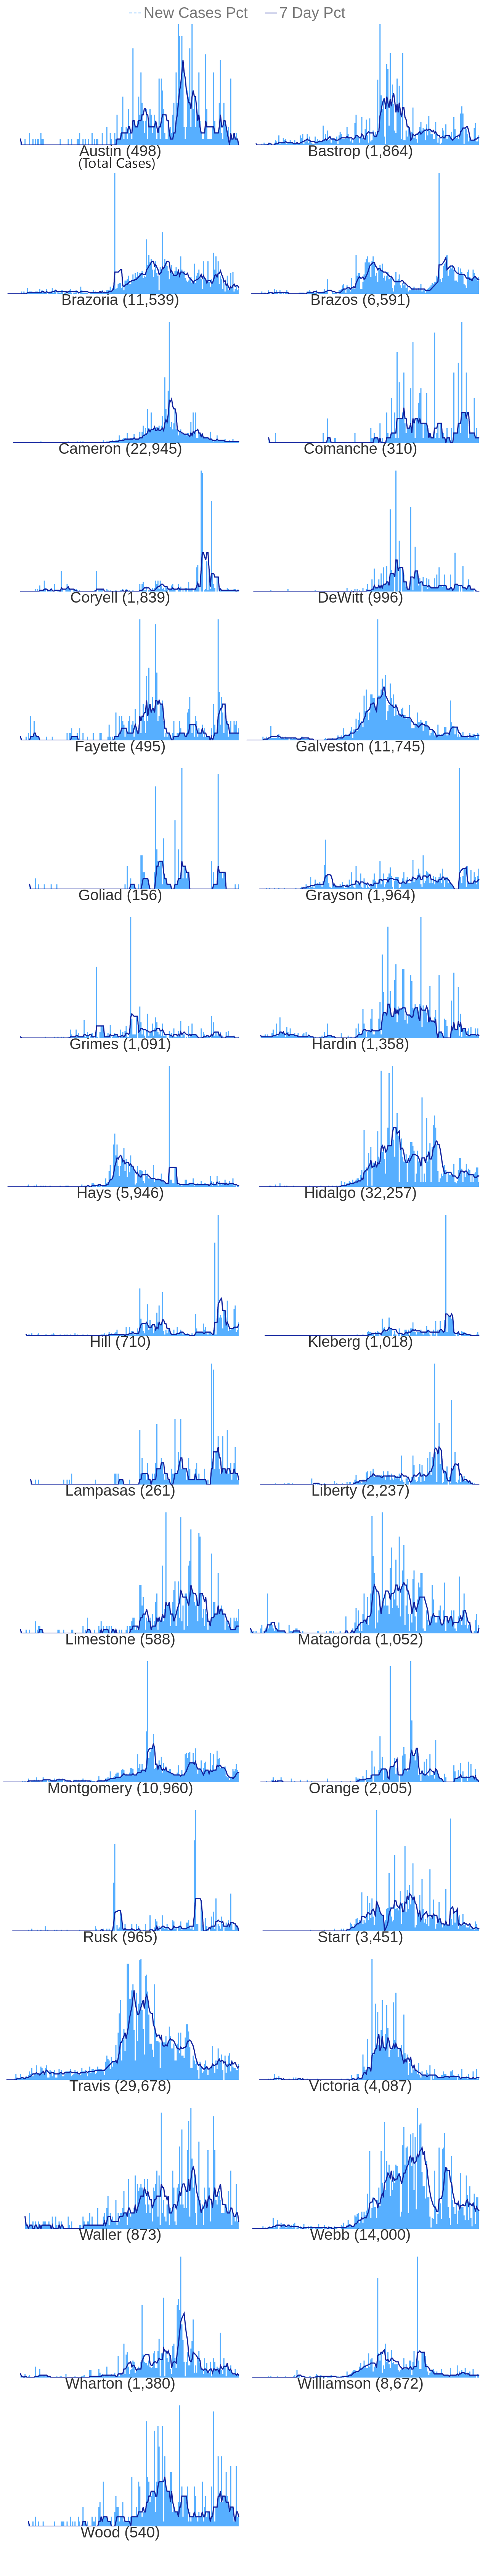 New Cases Pct 7 Day Pct
Austin (498) Bastrop (1,864)
(Total Cases)
Brazoria (11,539) Brazos (6,591)
Cameron (22,945) Comanche (310)
Coryell (1,839) DeWitt (996)
Fayette (495) Galveston (11,745)
Goliad (156) Grayson (1,964)
Grimes (1,091) Hardin (1,358)
Hays (5,946) Hidalgo (32,257)
Hill (710) Kleberg (1,018)
Lampasas (261) Liberty (2,237)
Limestone (588) Matagorda (1,052)
Montgomery (10,960) Orange (2,005)
Rusk (965) Starr (3,451)
Travis (29,678) Victoria (4,087)
Waller (873) Webb (14,000)
Wharton (1,380) Williamson (8,672)
Wood (540)